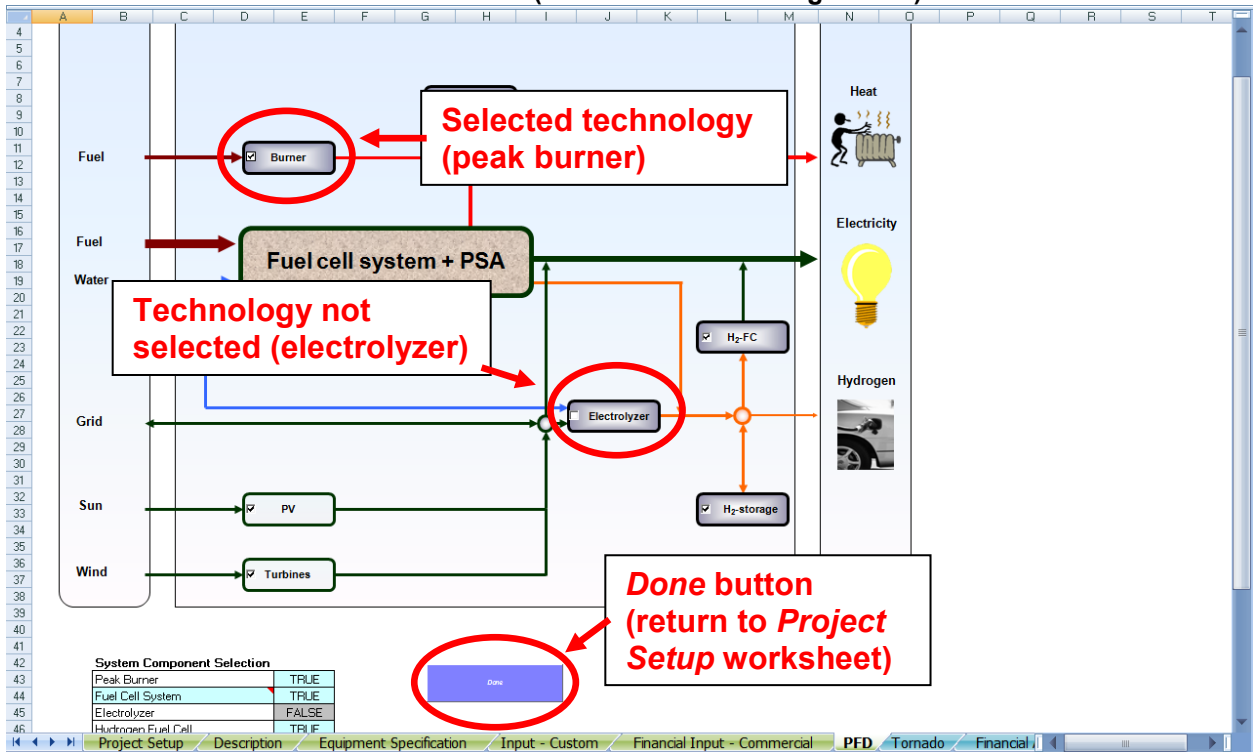 A B C D E F G H I J K L M N O P Q R S T
4
5
6
7
8
9
10
11
12
13
14
15
16
17
18
19
20
21
22
23
24
25
26
27
28
29
30
31
32
33
34
35
36
37
38
39
40
41
42
43
44
45
46
Heat
Selected technology
(peak burner)
Fuel
Burner
Electricity
Fuel
Fuel cell system + PSA
Water
Technology not
selected (electrolyzer)
H2-FC
Hydrogen
Electrolyzer
Grid
Sun
PV
H2-storage
Wind
Turbines
Done button
(return to Project
Setup worksheet)
Done
System Component Selection
Peak Burner TRUE
Fuel Cell System TRUE
Electrolyzer FALSE
Hydrogen Fuel Cell TRUE
Project Setup Description Equipment Specification Input - Custom Financial Input - Commercial PFD Tornado Financial